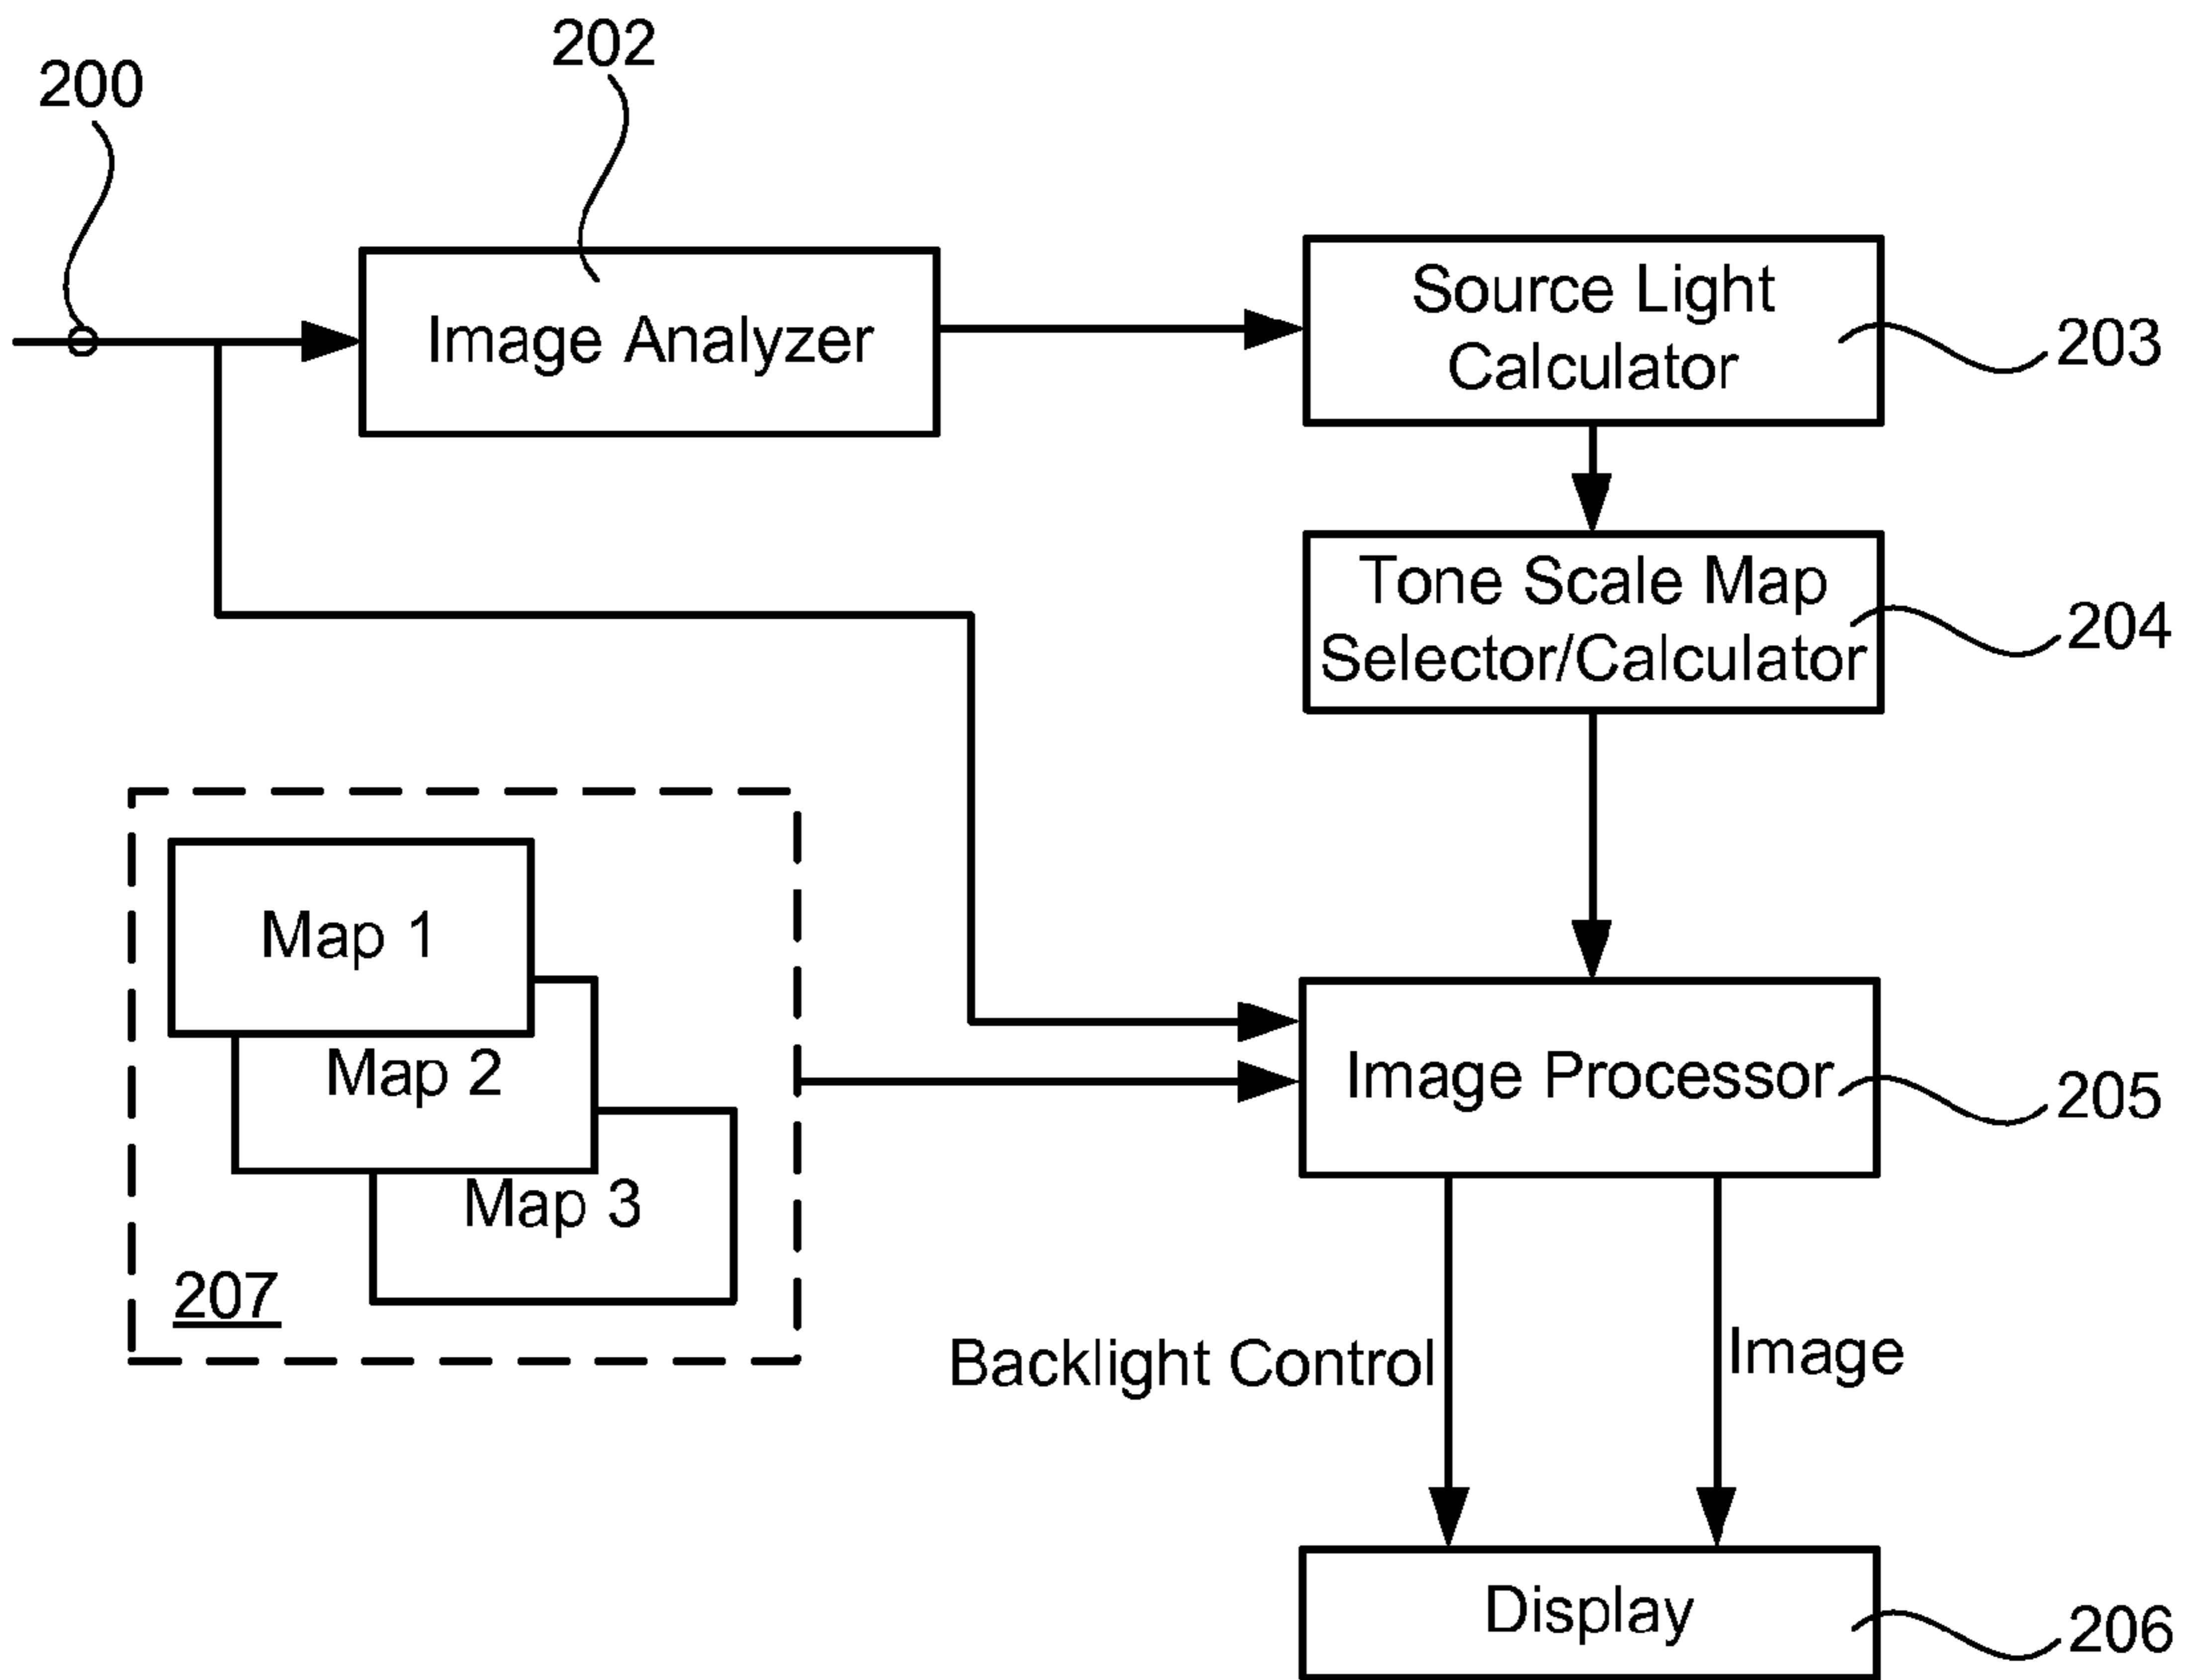 202
200
Image Analyzer
Source Light
Calculator
203
Tone Scale Map
Selector/Calculator
204
Map 1
Map 2
Map 3
207
Image Processor
205
Backlight Control
Image
Display
206